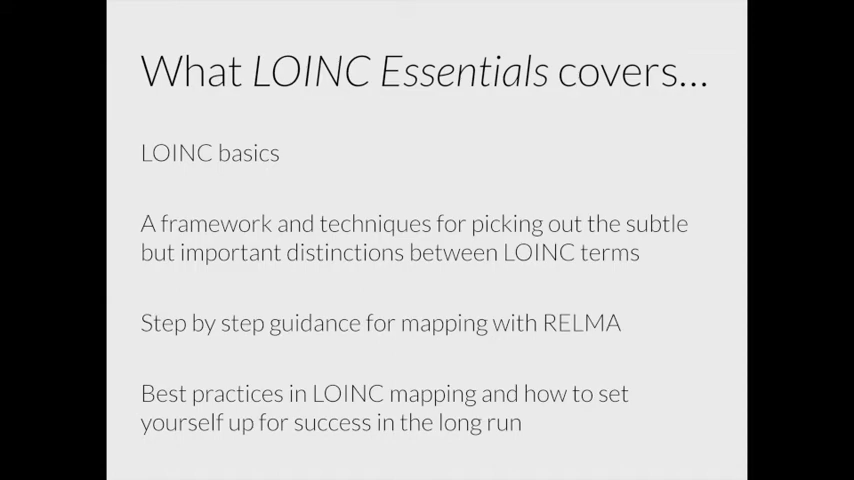 What LOINC Essentials covers...
LOINC basics
A framework and techniques for picking out the subtle
but important distinctions between LOINC terms
Step by step guidance for mapping with RELMA
Best practices in LOINC mapping and how to set
yourself up for success in the long run